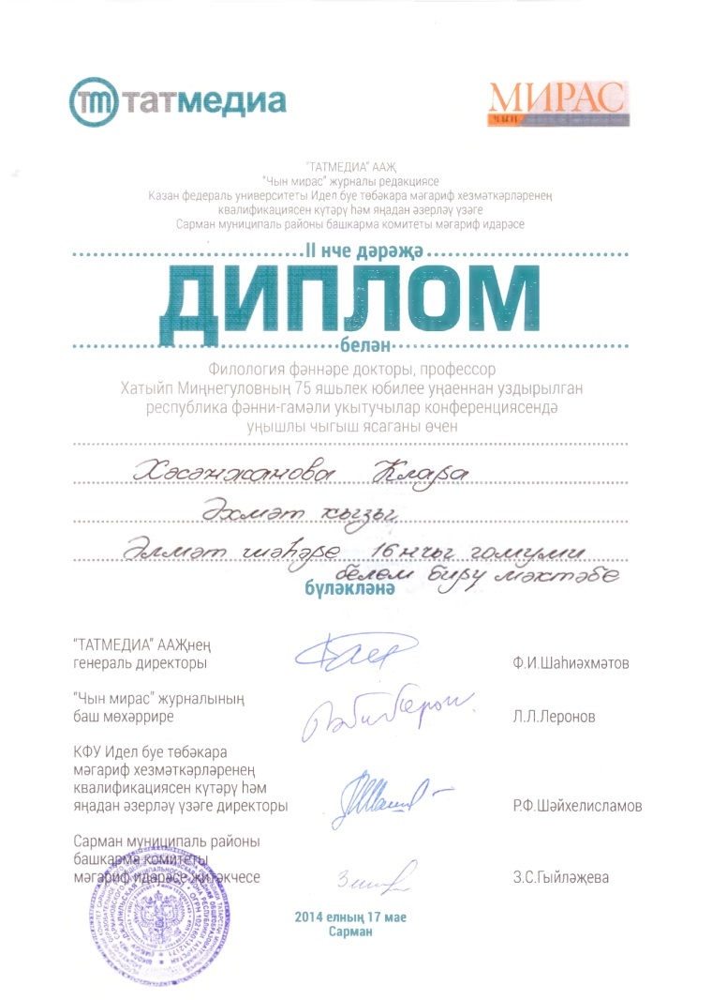 ТАТМЕДИА
МИРАС
ЧЫН
"ТАТМЕДИА" ААҖ
"Чын мирас" журналы редакциясе
Казан федераль университеты Идел буе төбәкара мәгариф хезмәткәрләренең
квалификациясен күтәрү һәм яңадан әзерләү үзәге
Сарман муниципаль районы башкарма комитеты мәгариф идарәсе
II нче дәрәҗә
ДИПЛОМ
белән
Филология фәннәре докторы, профессор
Хатыйп Миңнегуловның 75 яшьлек юбилее уңаеннан уздырылган
республика фәнни-гамәли укытучылар конференциясендә
уңышлы чыгыш ясаганы өчен
Хәсәнжанова Клара
Әхмәт кызы
Әлмәт шәһәре 16нчы гомуми
белем бирү мәктәбе
бүләкләнә
"ТАТМЕДИА" ААҖнең
генераль директоры
Ф.И.Шаһиәхмәтов
"Чын мирас" журналының
баш мөхәррире
Л.Л.Леронов
КФУ Идел буе төбәкара
мәгариф хезмәткәрләренең
квалификациясен күтәрү һәм
яңадан әзерләү үзәге директоры
Р.Ф.Шәйхелисламов
Сарман муниципаль районы
башкарма комитеты
мәгариф идарәсе җитәкчесе
З.С.Гыйләҗева
2014 елның 17 мае
Сарман